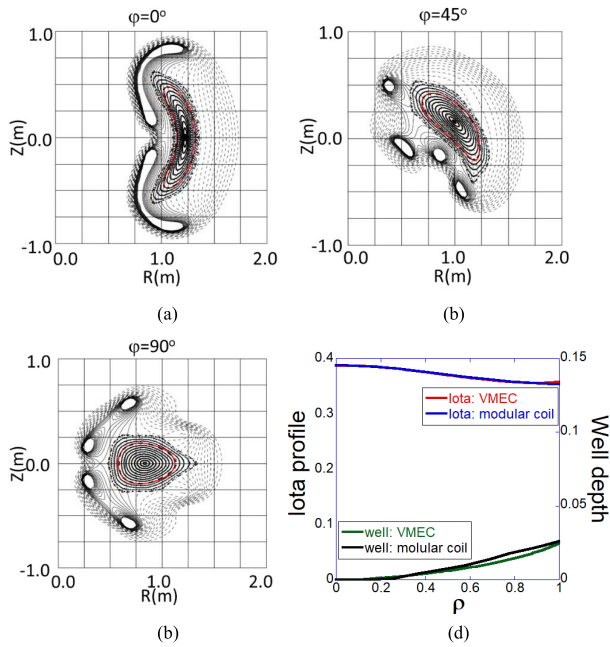 φ=0°
φ=45°
1.0
Z(m)
0.0
-1.0
0.0
1.0
2.0
R(m)
1.0
Z(m)
0.0
-1.0
0.0
1.0
2.0
R(m)
(a)
(b)
φ=90°
1.0
Z(m)
0.0
-1.0
0.0
1.0
2.0
R(m)
(b)
0.4
0.3
0.2
0.1
0
Iota profile
Iota: VMEC
Iota: modular coil
well: VMEC
well: molular coil
0.15
0.1
0.05
0
Well depth
0
0.2
0.4
0.6
0.8
1
ρ
(d)